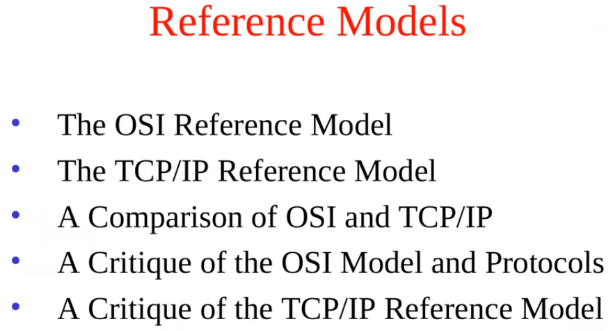 Reference Models
• The OSI Reference Model
• The TCP/IP Reference Model
• A Comparison of OSI and TCP/IP
• A Critique of the OSI Model and Protocols
• A Critique of the TCP/IP Reference Model